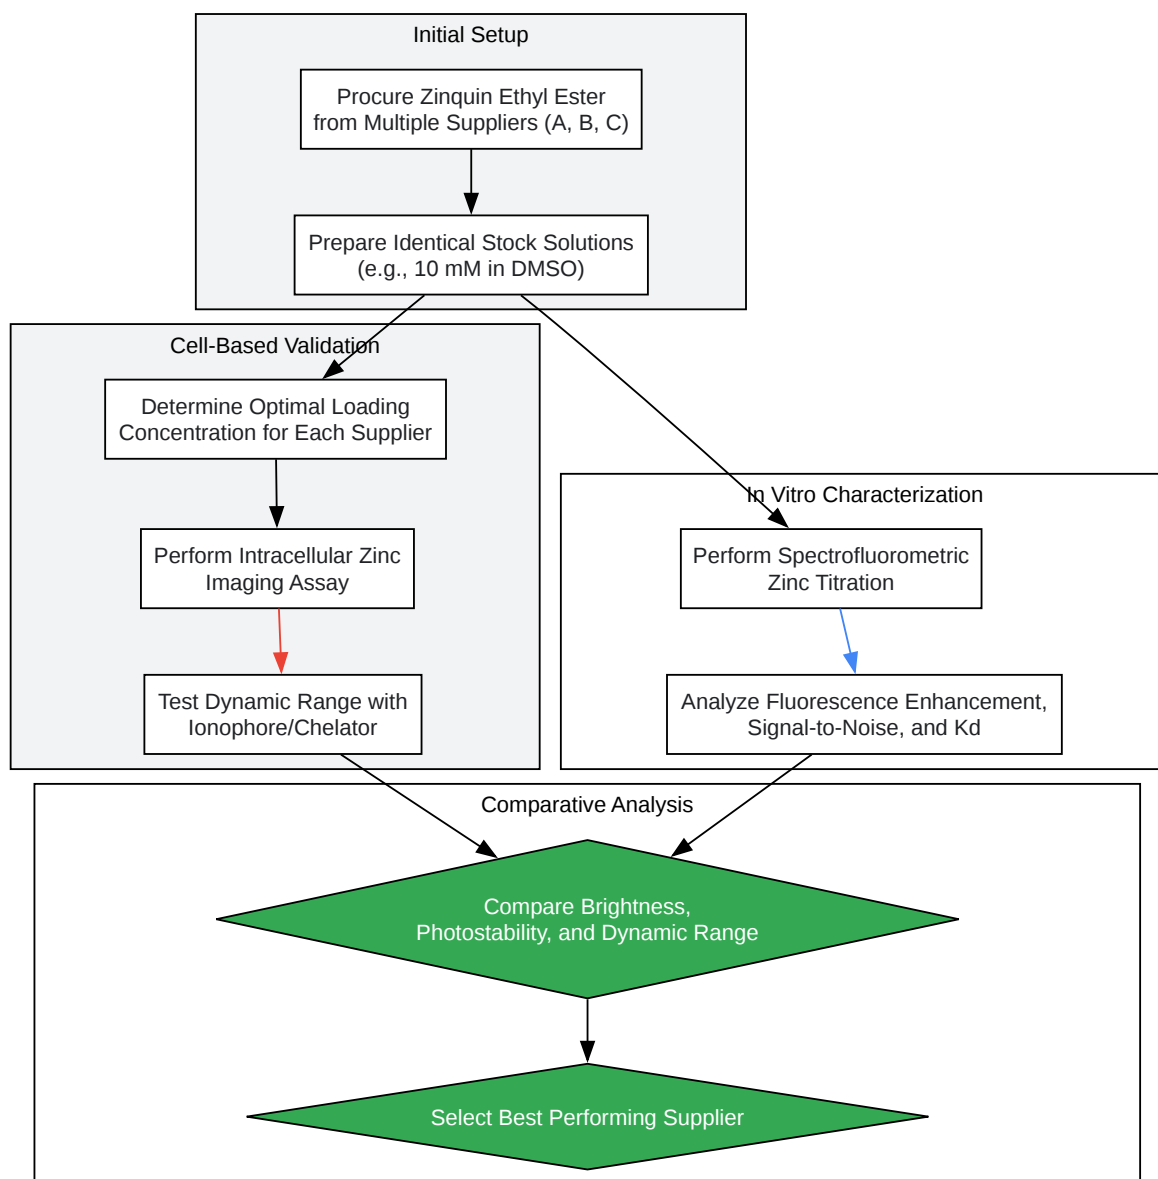 Initial Setup
Procure Zinquin Ethyl Ester
from Multiple Suppliers (A, B, C)
Prepare Identical Stock Solutions
(e.g., 10 mM in DMSO)
Cell-Based Validation
Determine Optimal Loading
Concentration for Each Supplier
Perform Intracellular Zinc
Imaging Assay
Test Dynamic Range with
Ionophore/Chelator
In Vitro Characterization
Perform Spectrofluorometric
Zinc Titration
Analyze Fluorescence Enhancement,
Signal-to-Noise, and Kd
Comparative Analysis
Compare Brightness,
Photostability, and Dynamic Range
Select Best Performing Supplier